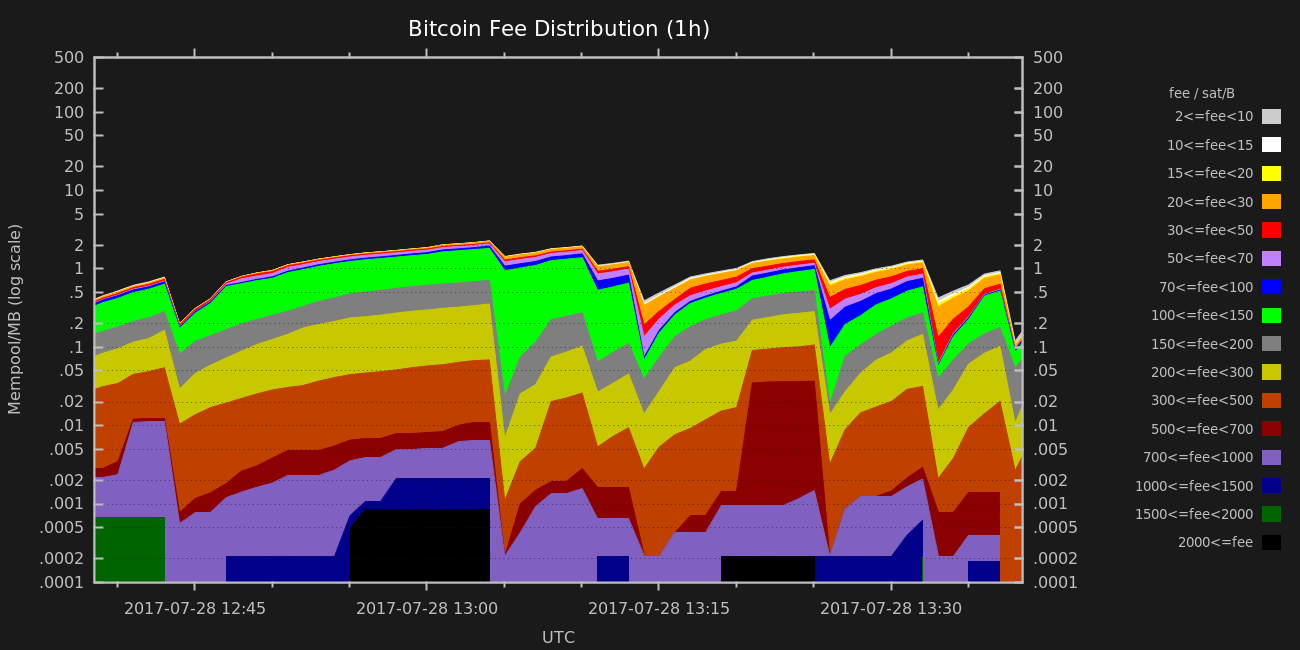 Bitcoin Fee Distribution (1h)
500
200
100
50
20
10
5
2
1
.5
.2
.1
.05
.02
.01
.005
.002
.001
.0005
.0002
.0001
Mempool/MB (log scale)
500
200
100
50
20
10
5
2
1
.5
.2
.1
.05
.02
.01
.005
.002
.001
.0005
.0002
.0001
2017-07-28 12:45
2017-07-28 13:00
2017-07-28 13:15
2017-07-28 13:30
UTC
fee / sat/B
2<=fee<10
10<=fee<15
15<=fee<20
20<=fee<30
30<=fee<50
50<=fee<70
70<=fee<100
100<=fee<150
150<=fee<200
200<=fee<300
300<=fee<500
500<=fee<700
700<=fee<1000
1000<=fee<1500
1500<=fee<2000
2000<=fee